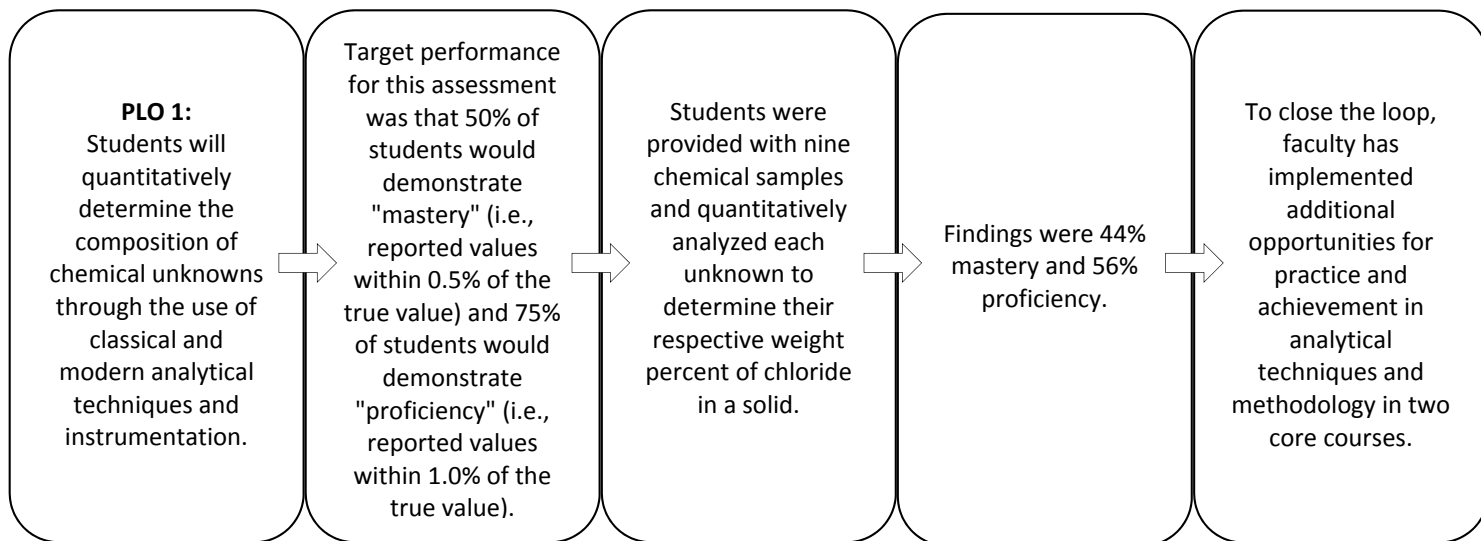 PLO 1:
Students will
quantitatively
determine the
composition of
chemical unknowns
through the use of
classical and
modern analytical
techniques and
instrumentation.
Target performance
for this assessment
was that 50% of
students would
demonstrate
"mastery" (i.e.,
reported values
within 0.5% of the
true value) and 75%
of students would
demonstrate
"proficiency" (i.e.,
reported values
within 1.0% of the
true value).
Students were
provided with nine
chemical samples
and quantitatively
analyzed each
unknown to
determine their
respective weight
percent of chloride
in a solid.
Findings were 44%
mastery and 56%
proficiency.
To close the loop,
faculty has
implemented
additional
opportunities for
practice and
achievement in
analytical
techniques and
methodology in two
core courses.